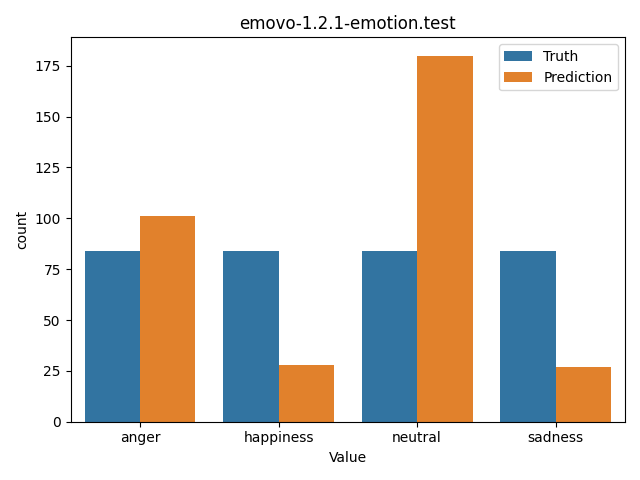 emovo-1.2.1-emotion.test
Truth
Prediction
175
150
125
100
75
50
25
0
count
anger happiness neutral sadness
Value